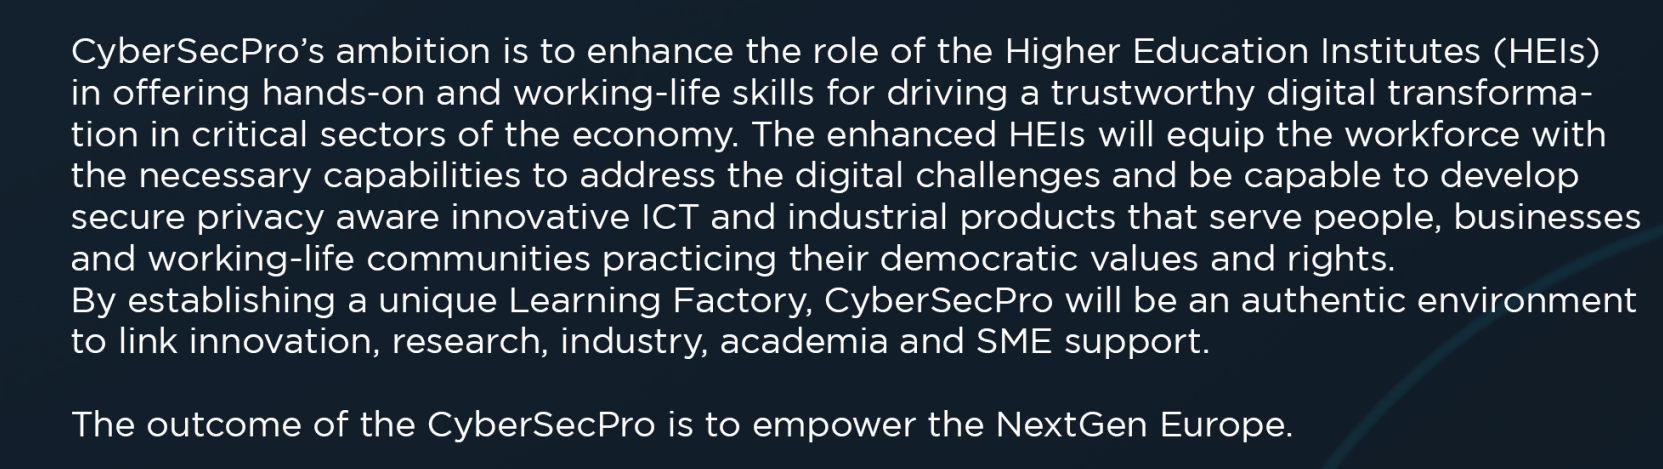 CyberSecPro’s ambition is to enhance the role of the Higher Education Institutes (HEIs)
in offering hands-on and working-life skills for driving a trustworthy digital transforma-
tion in critical sectors of the economy. The enhanced HEIs will equip the workforce with
the necessary capabilities to address the digital challenges and be capable to develop
secure privacy aware innovative ICT and industrial products that serve people, businesses
and working-life communities practicing their democratic values and rights.
By establishing a unique Learning Factory, CyberSecPro will be an authentic environment
to link innovation, research, industry, academia and SME support.
The outcome of the CyberSecPro is to empower the NextGen Europe.